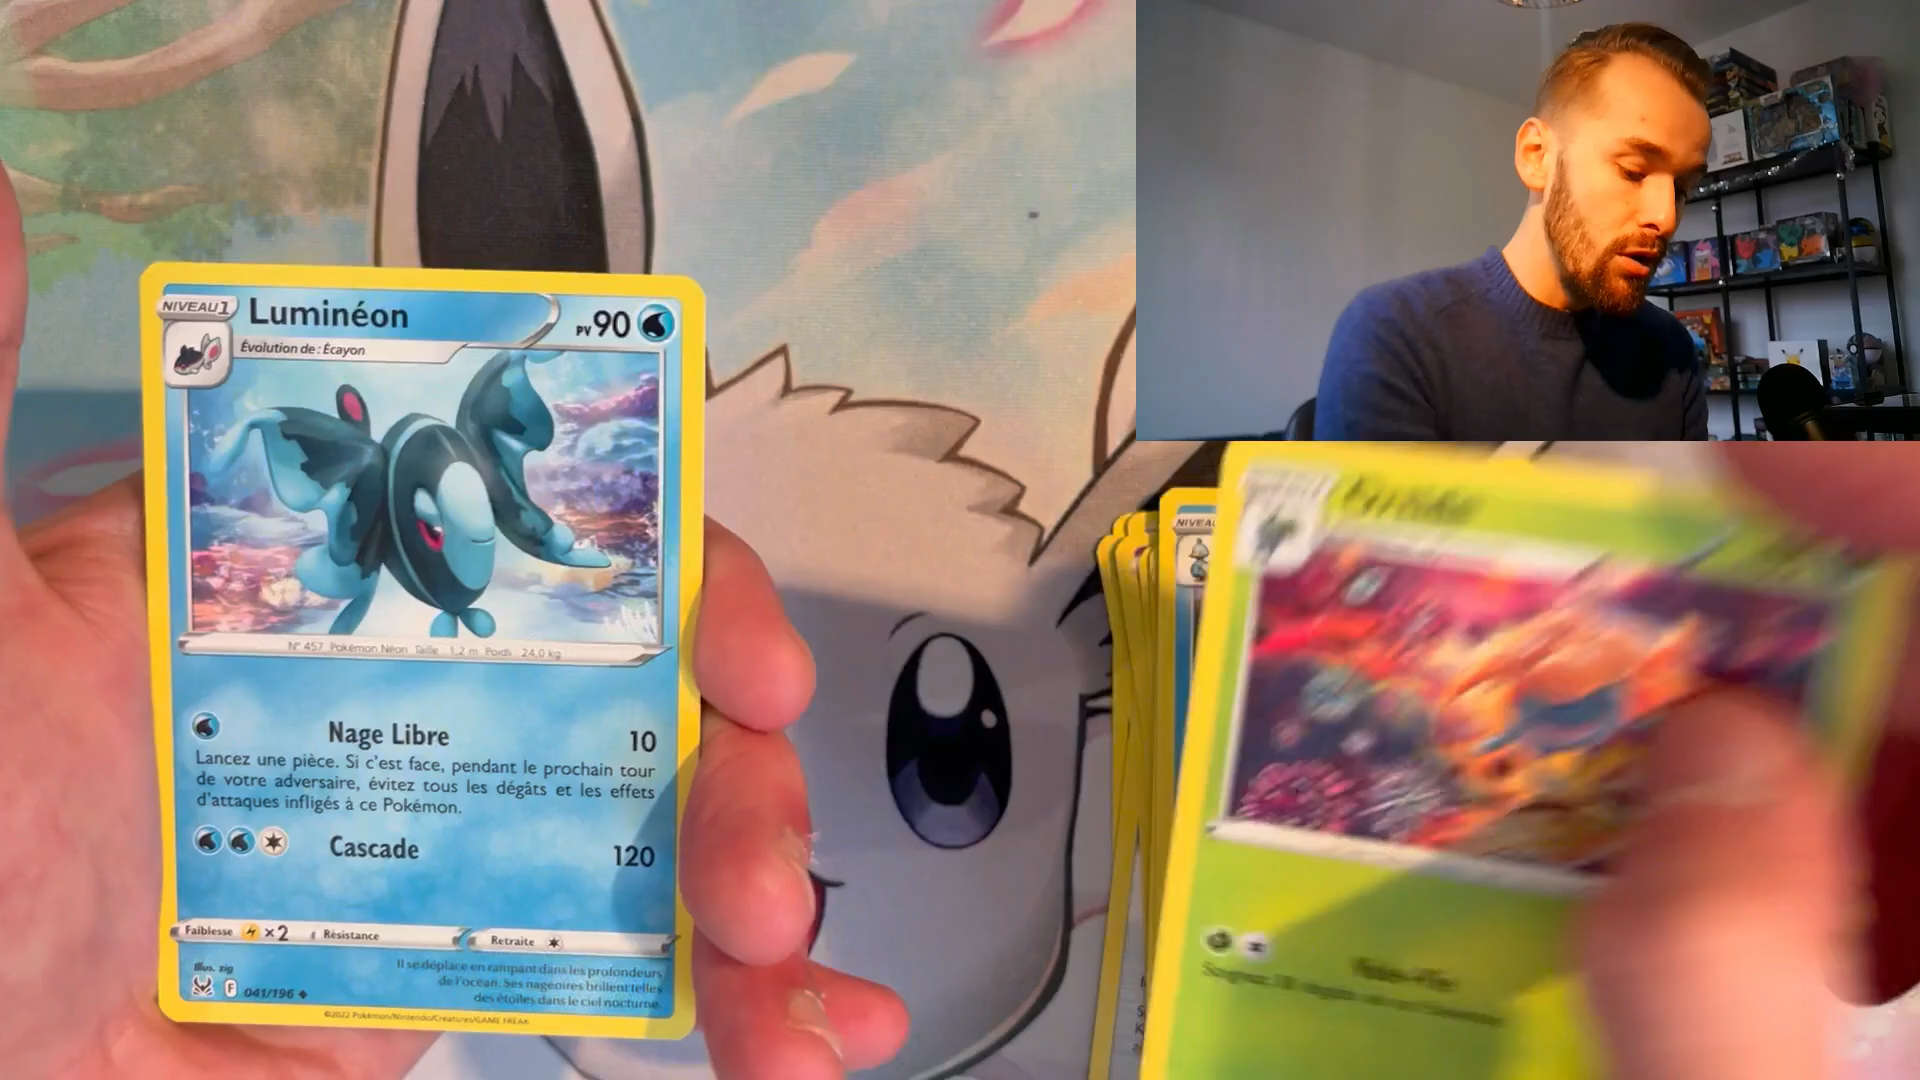 NIVEAU 1
Luminéon
PV 90
Évolution de : Écayon
N° 457 Pokémon Néon Taille 1,2 m Poids 24,0 kg
Nage Libre 10
Lancez une pièce. Si c'est face, pendant le prochain tour
de votre adversaire, évitez tous les dégâts et les effets
d'attaques infligés à ce Pokémon.
Cascade 120
Faiblesse ×2 Résistance Retraite
Illus. zig
Il se déplace en rampant dans les profondeurs
de l'océan. Ses nageoires brillent telles
des étoiles dans le ciel nocturne.
F 041/196
©2022 Pokémon/Nintendo/Creatures/GAME FREAK